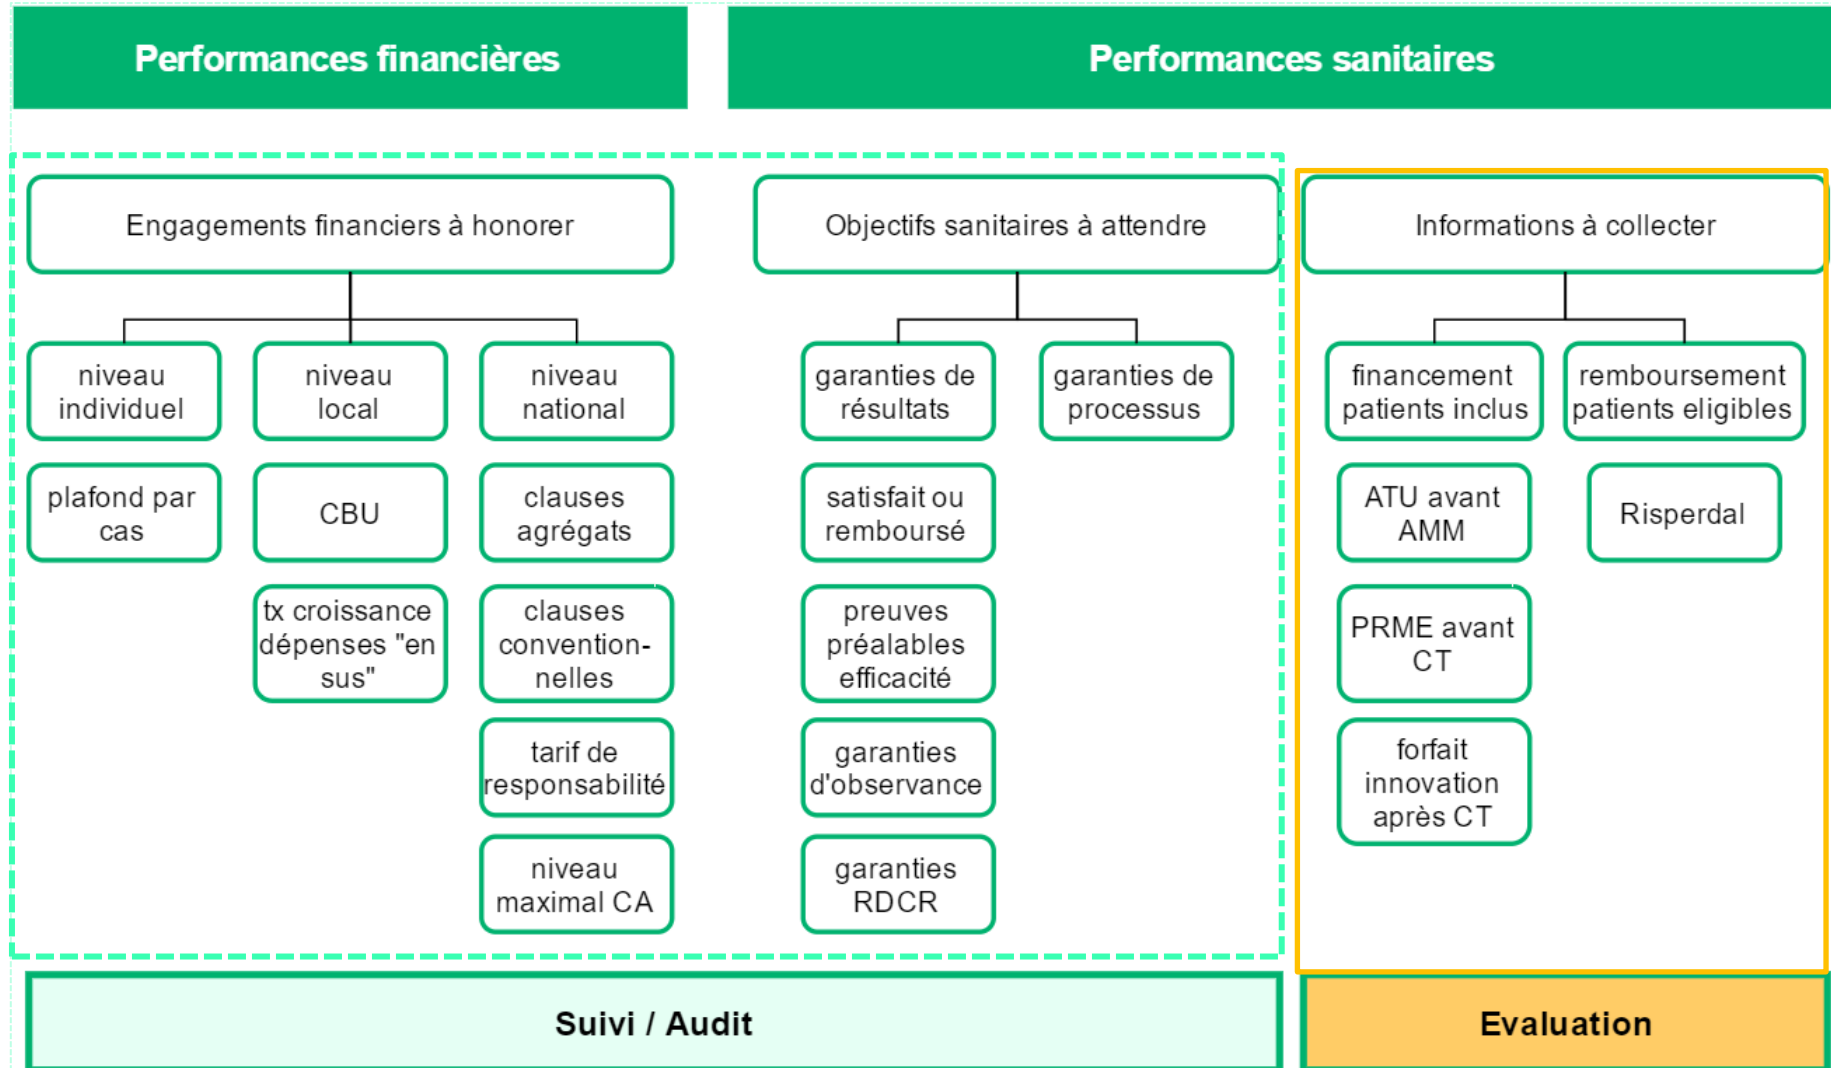 Performances financières
Performances sanitaires
Engagements financiers à honorer
Objectifs sanitaires à attendre
Informations à collecter
niveau
individuel
niveau
local
niveau
national
garanties de
résultats
garanties de
processus
financement
patients inclus
remboursement
patients eligibles
plafond par
cas
CBU
clauses
agrégats
satisfait ou
remboursé
ATU avant
AMM
Risperdal
tx croissance
dépenses "en
sus"
clauses
convention-
nelles
preuves
préalables
efficacité
PRME avant
CT
tarif de
responsabilité
garanties
d'observance
forfait
innovation
après CT
niveau
maximal CA
garanties
RDCR
Suivi / Audit
Evaluation